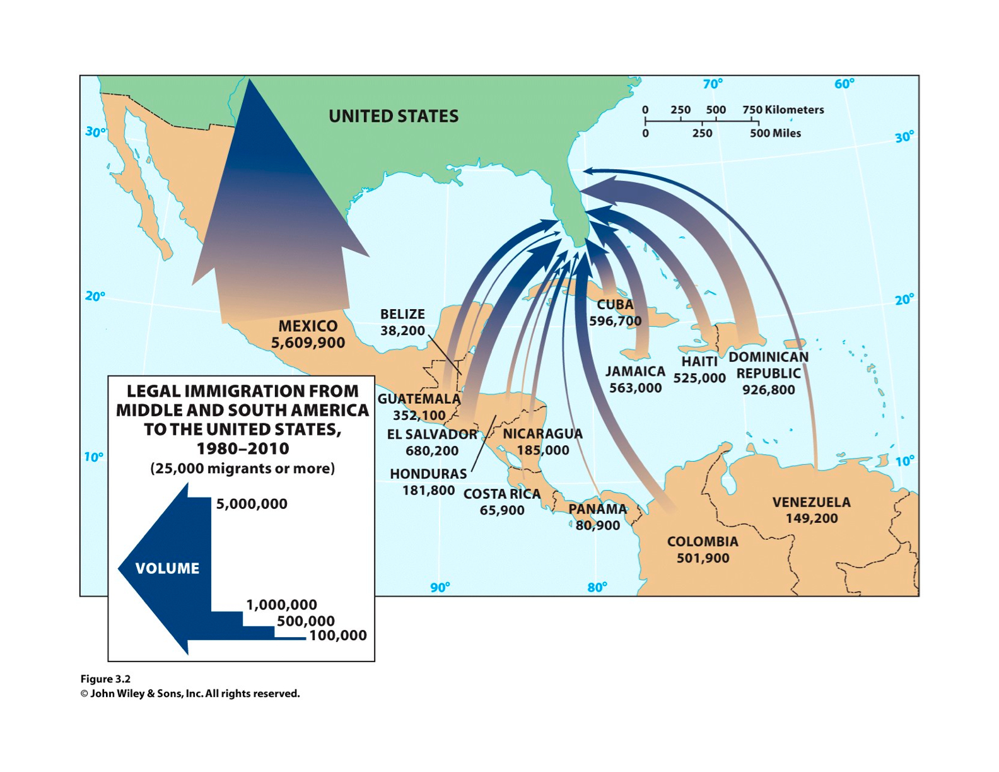 70°
60°
0 250 500 750 Kilometers
0 250 500 Miles
UNITED STATES
30°
30°
20°
20°
CUBA
596,700
BELIZE
38,200
MEXICO
5,609,900
DOMINICAN
REPUBLIC
926,800
HAITI
525,000
JAMAICA
563,000
GUATEMALA
352,100
EL SALVADOR
680,200
NICARAGUA
185,000
HONDURAS
181,800
COSTA RICA
65,900
PANAMA
80,900
VENEZUELA
149,200
COLOMBIA
501,900
10°
10°
90°
80°
LEGAL IMMIGRATION FROM
MIDDLE AND SOUTH AMERICA
TO THE UNITED STATES,
1980–2010
(25,000 migrants or more)
5,000,000
VOLUME
1,000,000
500,000
100,000
Figure 3.2
© John Wiley & Sons, Inc. All rights reserved.